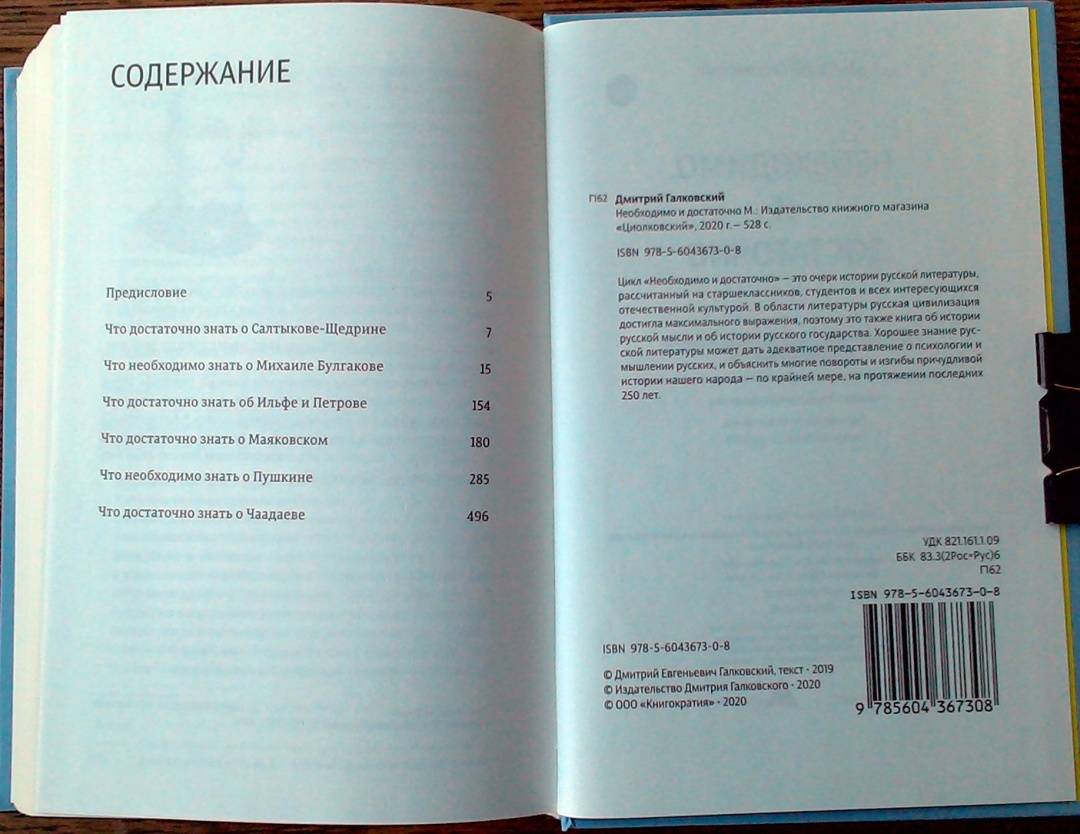 СОДЕРЖАНИЕ
Предисловие 5
Что достаточно знать о Салтыкове-Щедрине 7
Что необходимо знать о Михаиле Булгакове 15
Что достаточно знать об Ильфе и Петрове 154
Что достаточно знать о Маяковском 180
Что необходимо знать о Пушкине 285
Что достаточно знать о Чаадаеве 496
П62 Дмитрий Галковский
Необходимо и достаточно М.: Издательство книжного магазина
«Циолковский», 2020 г. – 528 с.
ISBN 978-5-6043673-0-8
Цикл «Необходимо и достаточно» – это очерк истории русской литературы,
рассчитанный на старшеклассников, студентов и всех интересующихся
отечественной культурой. В области литературы русская цивилизация
достигла максимального выражения, поэтому это также книга об истории
русской мысли и об истории русского государства. Хорошее знание рус-
ской литературы может дать адекватное представление о психологии и
мышлении русских, и объяснить многие повороты и изгибы причудливой
истории нашего народа – по крайней мере, на протяжении последних
250 лет.
УДК 821.161.1.09
ББК 83.3(2Рос=Рус)6
П62
ISBN 978-5-6043673-0-8
ISBN 978-5-6043673-0-8
© Дмитрий Евгеньевич Галковский, текст · 2019
© Издательство Дмитрия Галковского · 2020
© ООО «Книгократия» · 2020
9 785604 367308